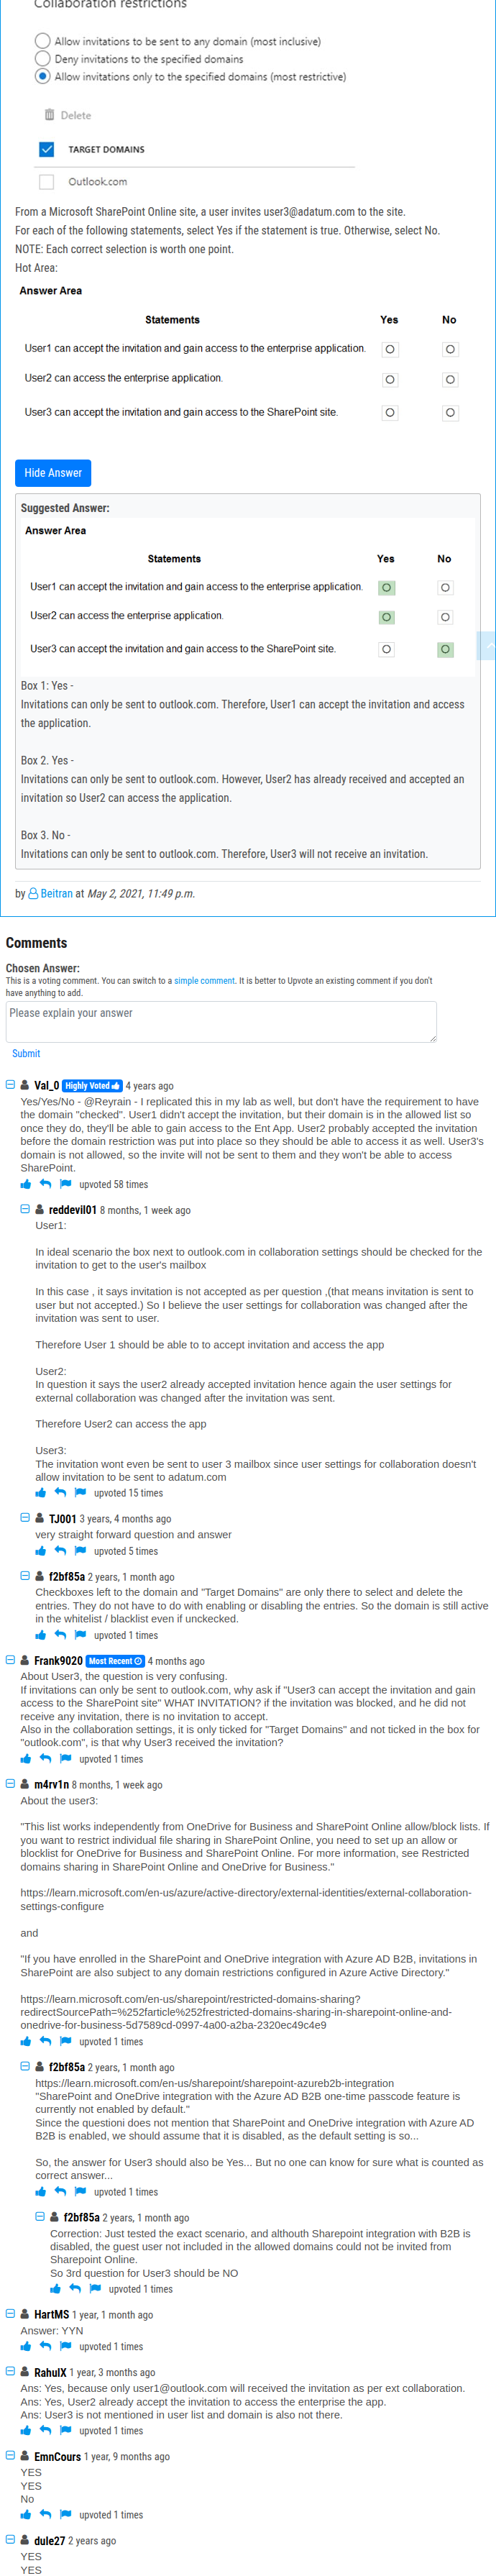 Collaboration restrictions
Allow invitations to be sent to any domain (most inclusive)
Deny invitations to the specified domains
Allow invitations only to the specified domains (most restrictive)
Delete
TARGET DOMAINS
Outlook.com
From a Microsoft SharePoint Online site, a user invites user3@adatum.com to the site.
For each of the following statements, select Yes if the statement is true. Otherwise, select No.
NOTE: Each correct selection is worth one point.
Hot Area:
Answer Area
Statements Yes No
User1 can accept the invitation and gain access to the enterprise application.
User2 can access the enterprise application.
User3 can accept the invitation and gain access to the SharePoint site.
Hide Answer
Suggested Answer:
Answer Area
Statements Yes No
User1 can accept the invitation and gain access to the enterprise application.
User2 can access the enterprise application.
User3 can accept the invitation and gain access to the SharePoint site.
Box 1: Yes -
Invitations can only be sent to outlook.com. Therefore, User1 can accept the invitation and access
the application.
Box 2. Yes -
Invitations can only be sent to outlook.com. However, User2 has already received and accepted an
invitation so User2 can access the application.
Box 3. No -
Invitations can only be sent to outlook.com. Therefore, User3 will not receive an invitation.
by Beitran at May 2, 2021, 11:49 p.m.
Comments
Chosen Answer:
This is a voting comment. You can switch to a simple comment. It is better to Upvote an existing comment if you don't
have anything to add.
Please explain your answer
Submit
Val_0 Highly Voted 4 years ago
Yes/Yes/No - @Reyrain - I replicated this in my lab as well, but don't have the requirement to have
the domain "checked". User1 didn't accept the invitation, but their domain is in the allowed list so
once they do, they'll be able to gain access to the Ent App. User2 probably accepted the invitation
before the domain restriction was put into place so they should be able to access it as well. User3's
domain is not allowed, so the invite will not be sent to them and they won't be able to access
SharePoint.
upvoted 58 times
reddevil01 8 months, 1 week ago
User1:
In ideal scenario the box next to outlook.com in collaboration settings should be checked for the
invitation to get to the user's mailbox
In this case , it says invitation is not accepted as per question ,(that means invitation is sent to
user but not accepted.) So I believe the user settings for collaboration was changed after the
invitation was sent to user.
Therefore User 1 should be able to to accept invitation and access the app
User2:
In question it says the user2 already accepted invitation hence again the user settings for
external collaboration was changed after the invitation was sent.
Therefore User2 can access the app
User3:
The invitation wont even be sent to user 3 mailbox since user settings for collaboration doesn't
allow invitation to be sent to adatum.com
upvoted 15 times
TJ001 3 years, 4 months ago
very straight forward question and answer
upvoted 5 times
f2bf85a 2 years, 1 month ago
Checkboxes left to the domain and "Target Domains" are only there to select and delete the
entries. They do not have to do with enabling or disabling the entries. So the domain is still active
in the whitelist / blacklist even if unckecked.
upvoted 1 times
Frank9020 Most Recent 4 months ago
About User3, the question is very confusing.
If invitations can only be sent to outlook.com, why ask if "User3 can accept the invitation and gain
access to the SharePoint site" WHAT INVITATION? if the invitation was blocked, and he did not
receive any invitation, there is no invitation to accept.
Also in the collaboration settings, it is only ticked for "Target Domains" and not ticked in the box for
"outlook.com", is that why User3 received the invitation?
upvoted 1 times
m4rv1n 8 months, 1 week ago
About the user3:
"This list works independently from OneDrive for Business and SharePoint Online allow/block lists. If
you want to restrict individual file sharing in SharePoint Online, you need to set up an allow or
blocklist for OneDrive for Business and SharePoint Online. For more information, see Restricted
domains sharing in SharePoint Online and OneDrive for Business."
https://learn.microsoft.com/en-us/azure/active-directory/external-identities/external-collaboration-
settings-configure
and
"If you have enrolled in the SharePoint and OneDrive integration with Azure AD B2B, invitations in
SharePoint are also subject to any domain restrictions configured in Azure Active Directory."
https://learn.microsoft.com/en-us/sharepoint/restricted-domains-sharing?
redirectSourcePath=%252farticle%252frestricted-domains-sharing-in-sharepoint-online-and-
onedrive-for-business-5d7589cd-0997-4a00-a2ba-2320ec49c4e9
upvoted 1 times
f2bf85a 2 years, 1 month ago
https://learn.microsoft.com/en-us/sharepoint/sharepoint-azureb2b-integration
"SharePoint and OneDrive integration with the Azure AD B2B one-time passcode feature is
currently not enabled by default."
Since the questioni does not mention that SharePoint and OneDrive integration with Azure AD
B2B is enabled, we should assume that it is disabled, as the default setting is so...
So, the answer for User3 should also be Yes... But no one can know for sure what is counted as
correct answer...
upvoted 1 times
f2bf85a 2 years, 1 month ago
Correction: Just tested the exact scenario, and althouth Sharepoint integration with B2B is
disabled, the guest user not included in the allowed domains could not be invited from
Sharepoint Online.
So 3rd question for User3 should be NO
upvoted 1 times
HartMS 1 year, 1 month ago
Answer: YYN
upvoted 1 times
RahulX 1 year, 3 months ago
Ans: Yes, because only user1@outlook.com will received the invitation as per ext collaboration.
Ans: Yes, User2 already accept the invitation to access the enterprise the app.
Ans: User3 is not mentioned in user list and domain is also not there.
upvoted 1 times
EmnCours 1 year, 9 months ago
YES
YES
No
upvoted 1 times
dule27 2 years ago
YES
YES